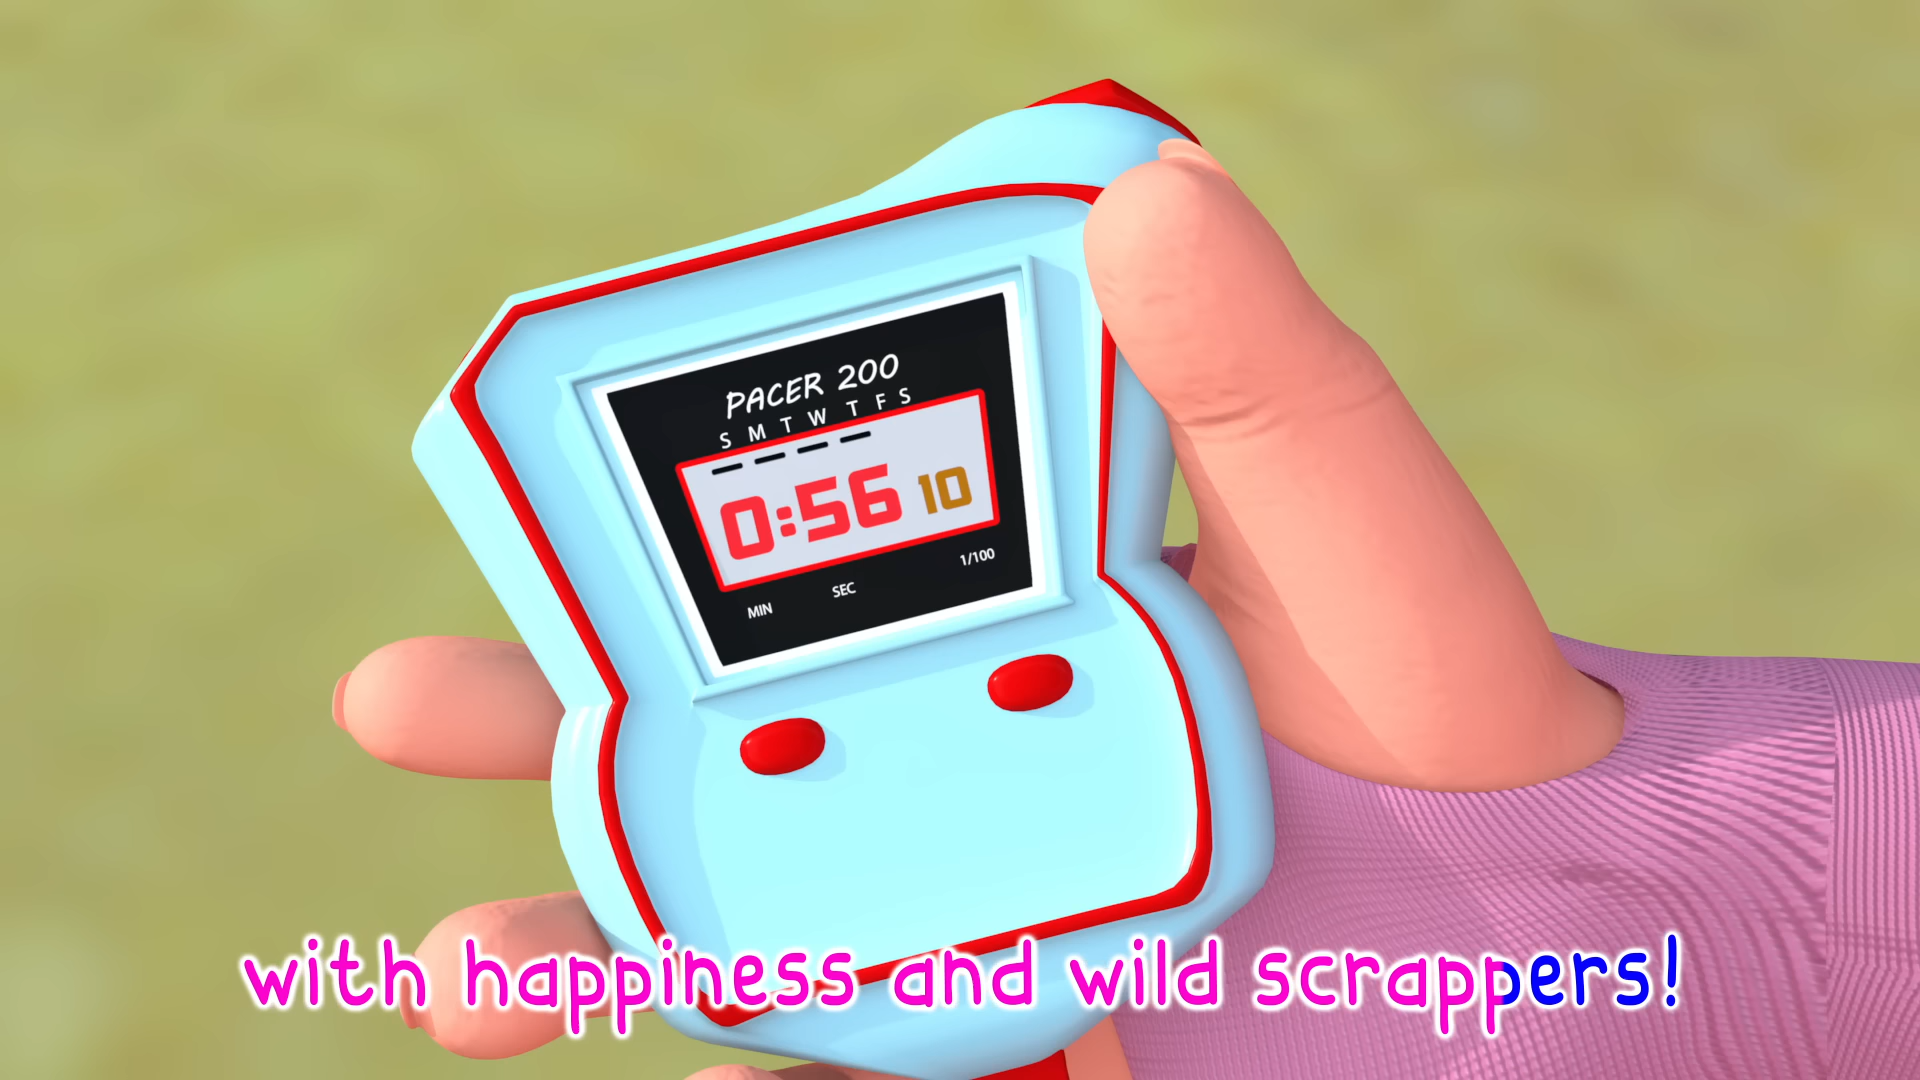 PACER 200
S M T W T F S
0:56 10
MIN SEC 1/100
with happiness and wild scrappers!